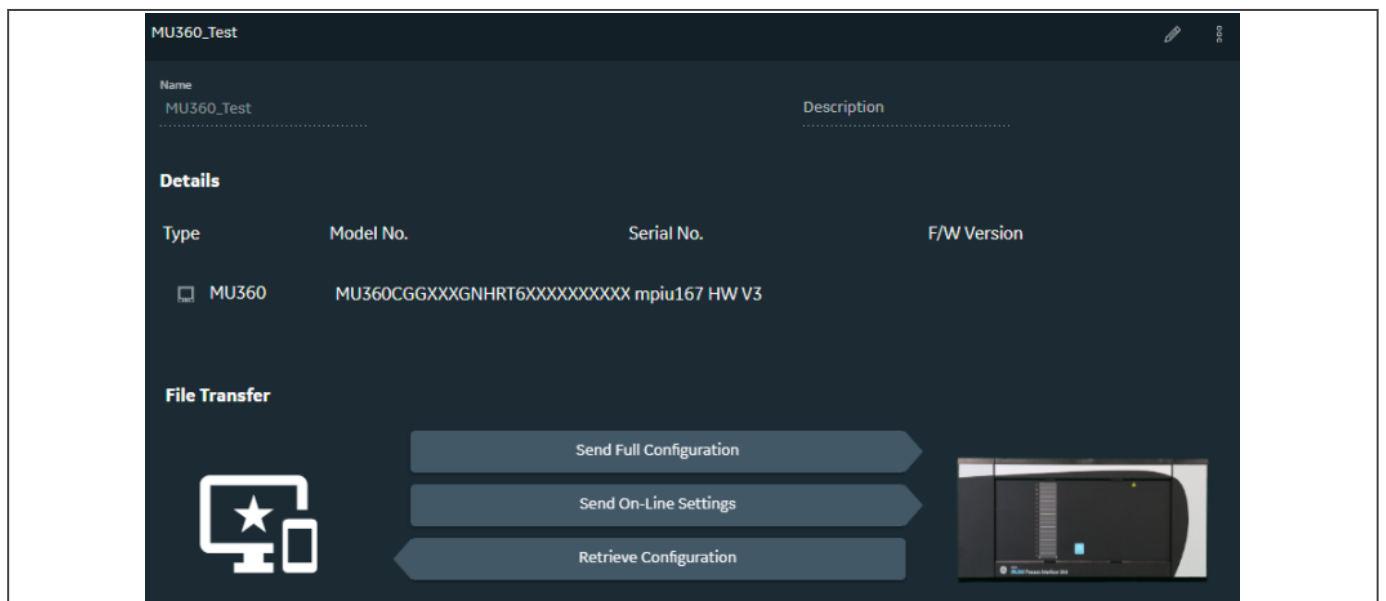 MU360_Test
Name
MU360_Test
Description
Details
Type Model No. Serial No. F/W Version
MU360 MU360CGGXXXGNHRT6XXXXXXXXXX mpiu167 HW V3
File Transfer
Send Full Configuration
Send On-Line Settings
Retrieve Configuration